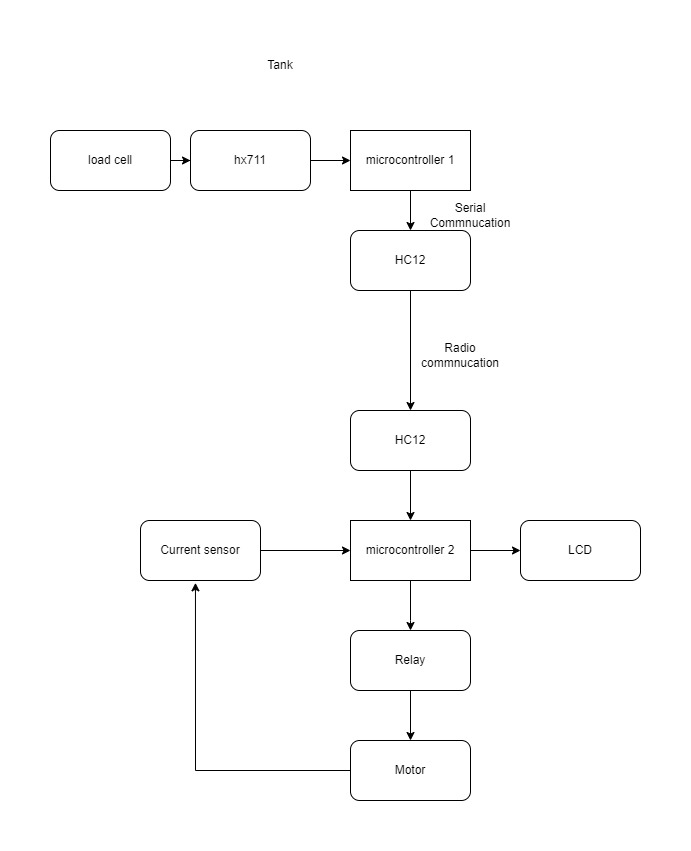 Tank
load cell
hx711
microcontroller 1
Serial
Commnucation
HC12
Radio
commnucation
HC12
Current sensor
microcontroller 2
LCD
Relay
Motor